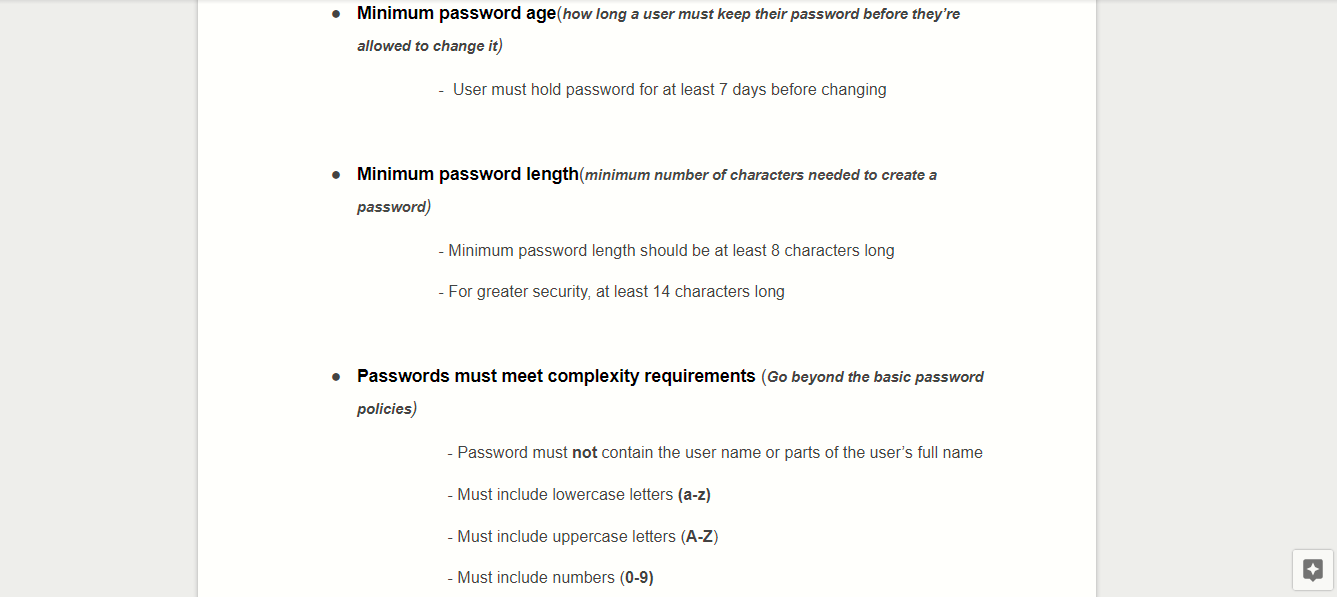 ● Minimum password age(how long a user must keep their password before they’re
allowed to change it)
- User must hold password for at least 7 days before changing
● Minimum password length(minimum number of characters needed to create a
password)
- Minimum password length should be at least 8 characters long
- For greater security, at least 14 characters long
● Passwords must meet complexity requirements (Go beyond the basic password
policies)
- Password must not contain the user name or parts of the user’s full name
- Must include lowercase letters (a-z)
- Must include uppercase letters (A-Z)
- Must include numbers (0-9)